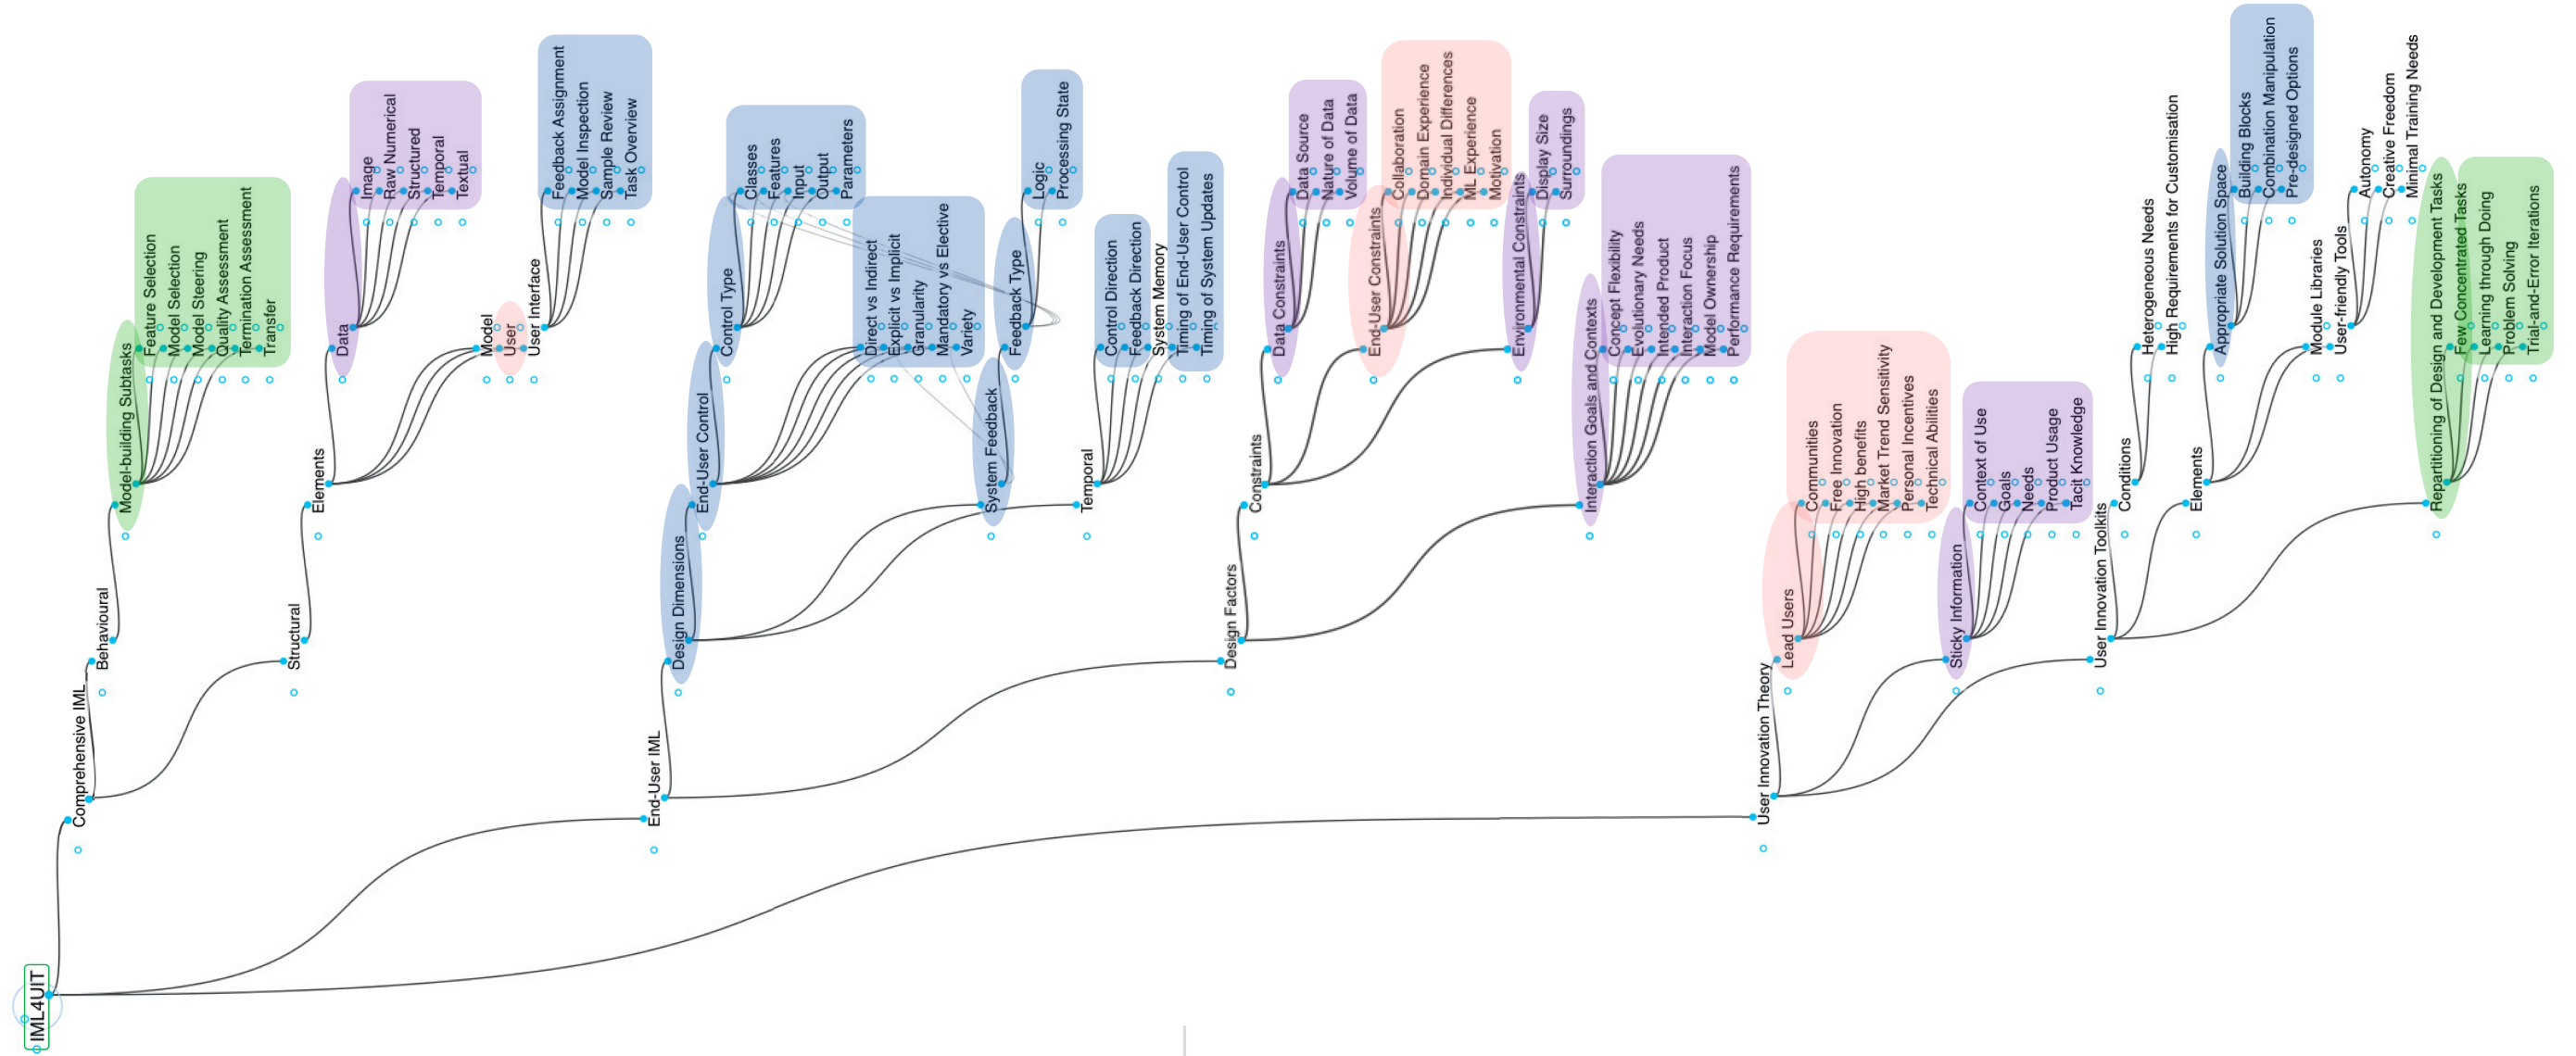 IML4UIT
Comprehensive IML
Behavioural
Model-building Subtasks
Feature Selection
Model Selection
Model Steering
Quality Assessment
Termination Assessment
Transfer
Structural
Elements
Data
Image
Raw Numerical
Structured
Temporal
Textual
Model
User
User Interface
Feedback Assignment
Model Inspection
Sample Review
Task Overview
End-User IML
Design Dimensions
End-User Control
Control Type
Classes
Features
Input
Output
Parameters
Direct vs Indirect
Explicit vs Implicit
Granularity
Mandatory vs Elective
Variety
System Feedback
Feedback Type
Logic
Processing State
Temporal
Control Direction
Feedback Direction
System Memory
Timing of End-User Control
Timing of System Updates
Design Factors
Constraints
Data Constraints
Data Source
Nature of Data
Volume of Data
End-User Constraints
Collaboration
Domain Experience
Individual Differences
ML Experience
Motivation
Environmental Constraints
Display Size
Surroundings
Interaction Goals and Contexts
Concept Flexibility
Evolutionary Needs
Intended Product
Interaction Focus
Model Ownership
Performance Requirements
User Innovation Theory
Lead Users
Communities
Free Innovation
High benefits
Market Trend Sensitivity
Personal Incentives
Technical Abilities
Sticky Information
Context of Use
Goals
Needs
Product Usage
Tacit Knowledge
User Innovation Toolkits
Conditions
Heterogeneous Needs
High Requirements for Customisation
Elements
Appropriate Solution Space
Building Blocks
Combination Manipulation
Pre-designed Options
Module Libraries
User-friendly Tools
Autonomy
Creative Freedom
Minimal Training Needs
Repartitioning of Design and Development Tasks
Few Concentrated Tasks
Learning through Doing
Problem Solving
Trial-and-Error Iterations